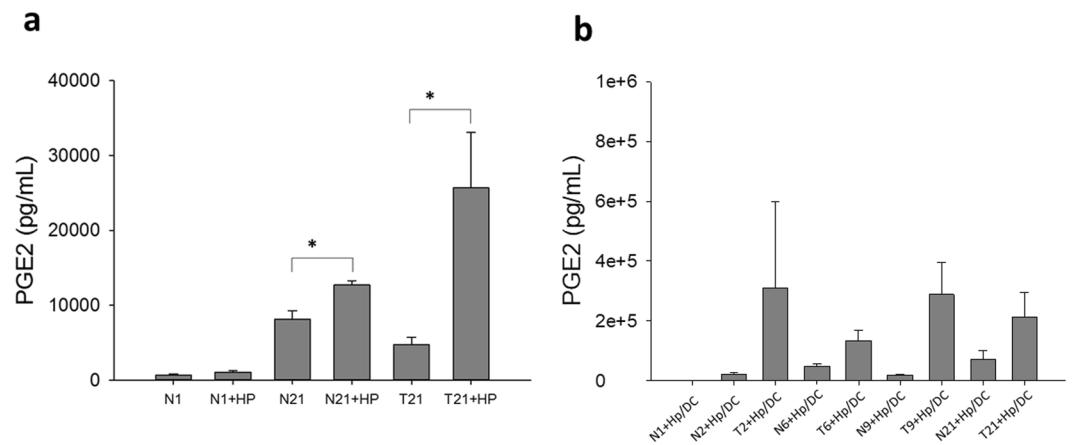 a
PGE2 (pg/mL)
40000
30000
20000
10000
0
*
*
N1 N1+HP N21 N21+HP T21 T21+HP
b
PGE2 (pg/mL)
1e+6
8e+5
6e+5
4e+5
2e+5
0
N1+Hp/DC N2+Hp/DC T2+Hp/DC N6+Hp/DC T6+Hp/DC N9+Hp/DC T9+Hp/DC N21+Hp/DC T21+Hp/DC